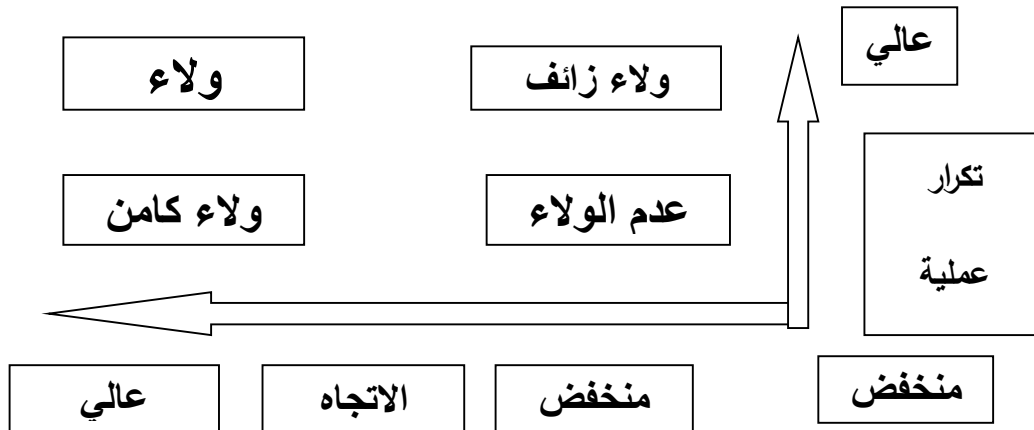 عالي
ولاء زائف
ولاء
تكرار
عملية
عدم الولاء
ولاء كامن
منخفض
منخفض
الاتجاه
عالي